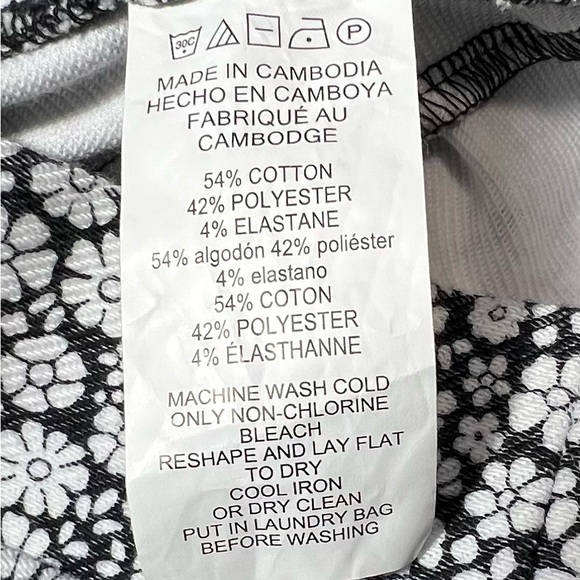 30C P
MADE IN CAMBODIA
HECHO EN CAMBOYA
FABRIQUÉ AU
CAMBODGE
54% COTTON
42% POLYESTER
4% ELASTANE
54% algodón 42% poliéster
4% elastano
54% COTON
42% POLYESTER
4% ÉLASTHANNE
MACHINE WASH COLD
ONLY NON-CHLORINE
BLEACH
RESHAPE AND LAY FLAT
TO DRY
COOL IRON
OR DRY CLEAN
PUT IN LAUNDRY BAG
BEFORE WASHING